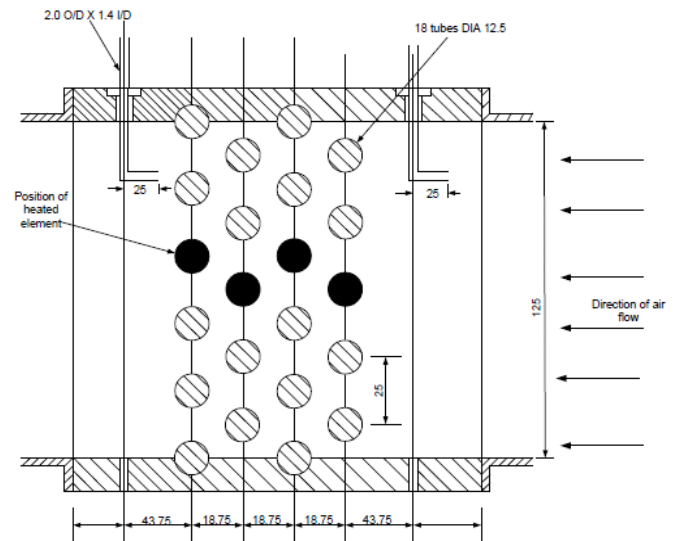 2.0 O/D X 1.4 I/D
18 tubes DIA 12.5
25
25
Position of
heated
element
125
Direction of air
flow
25
43.75
18.75
18.75
18.75
43.75